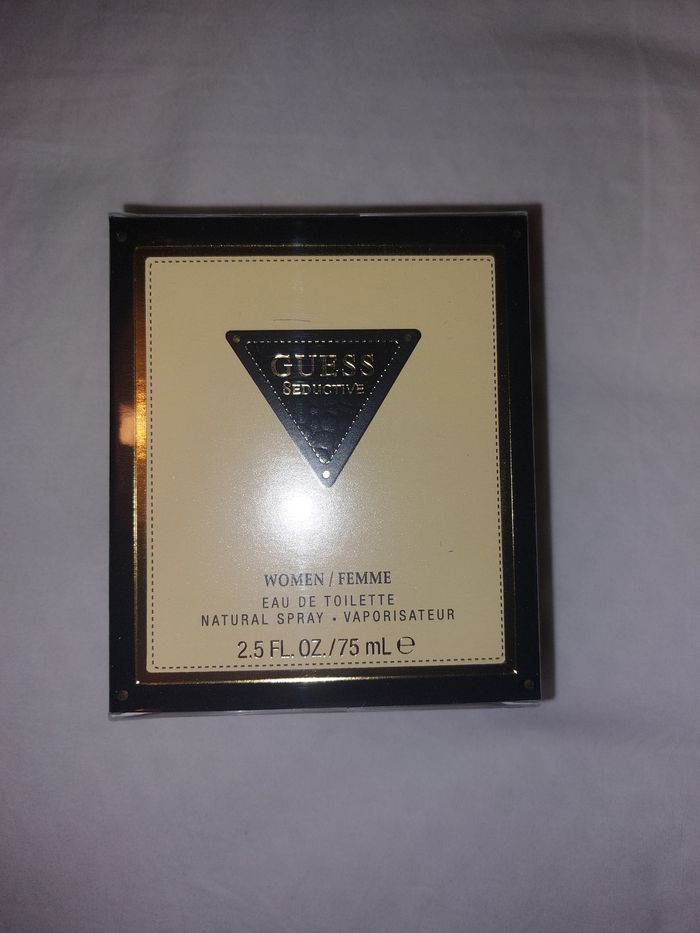 GUESS
SEDUCTIVE
WOMEN / FEMME
EAU DE TOILETTE
NATURAL SPRAY • VAPORISATEUR
2.5 FL. OZ./75 mL ℮